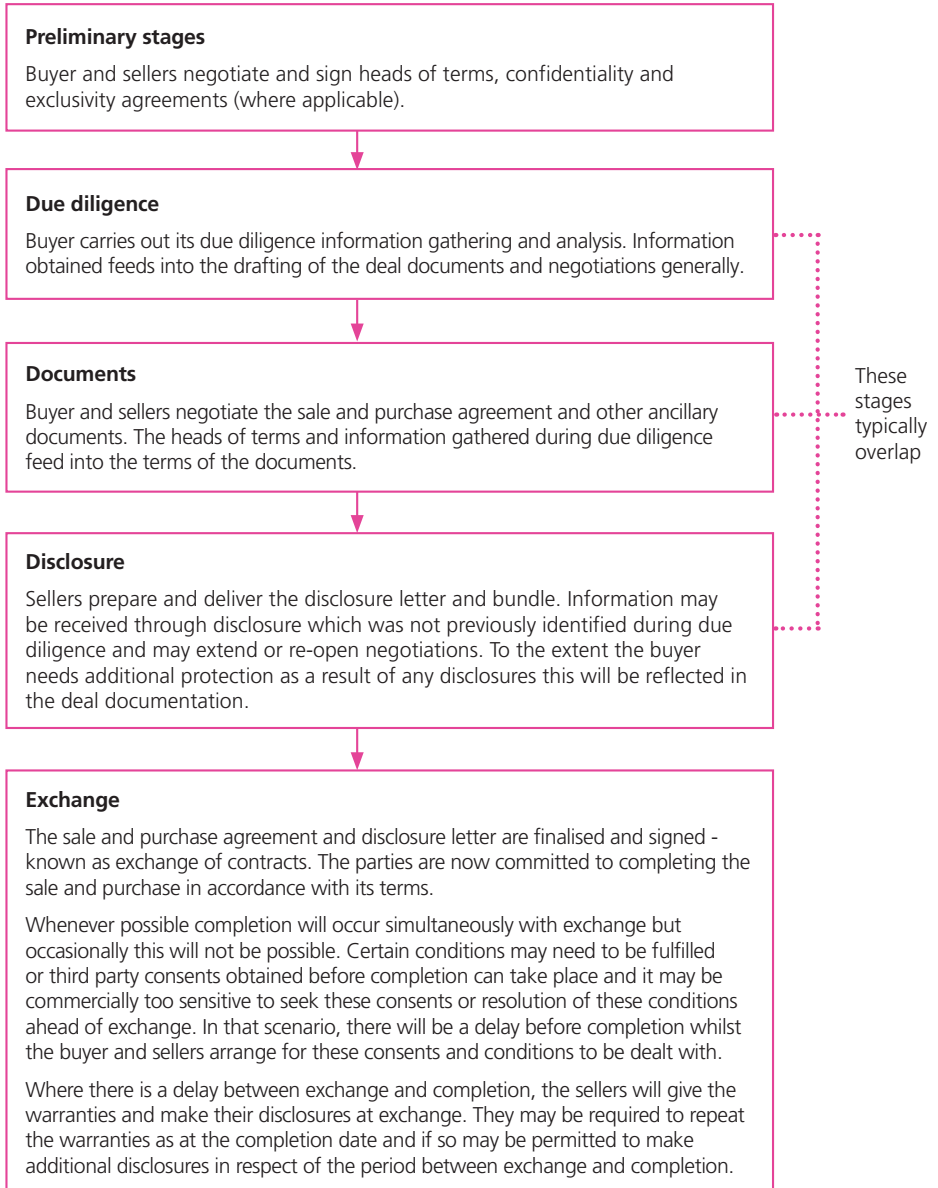 Preliminary stages
Buyer and sellers negotiate and sign heads of terms, confidentiality and
exclusivity agreements (where applicable).
Due diligence
Buyer carries out its due diligence information gathering and analysis. Information
obtained feeds into the drafting of the deal documents and negotiations generally.
Documents
Buyer and sellers negotiate the sale and purchase agreement and other ancillary
documents. The heads of terms and information gathered during due diligence
feed into the terms of the documents.
These
stages
typically
overlap
Disclosure
Sellers prepare and deliver the disclosure letter and bundle. Information may
be received through disclosure which was not previously identified during due
diligence and may extend or re-open negotiations. To the extent the buyer
needs additional protection as a result of any disclosures this will be reflected in
the deal documentation.
Exchange
The sale and purchase agreement and disclosure letter are finalised and signed -
known as exchange of contracts. The parties are now committed to completing the
sale and purchase in accordance with its terms.
Whenever possible completion will occur simultaneously with exchange but
occasionally this will not be possible. Certain conditions may need to be fulfilled
or third party consents obtained before completion can take place and it may be
commercially too sensitive to seek these consents or resolution of these conditions
ahead of exchange. In that scenario, there will be a delay before completion whilst
the buyer and sellers arrange for these consents and conditions to be dealt with.
Where there is a delay between exchange and completion, the sellers will give the
warranties and make their disclosures at exchange. They may be required to repeat
the warranties as at the completion date and if so may be permitted to make
additional disclosures in respect of the period between exchange and completion.